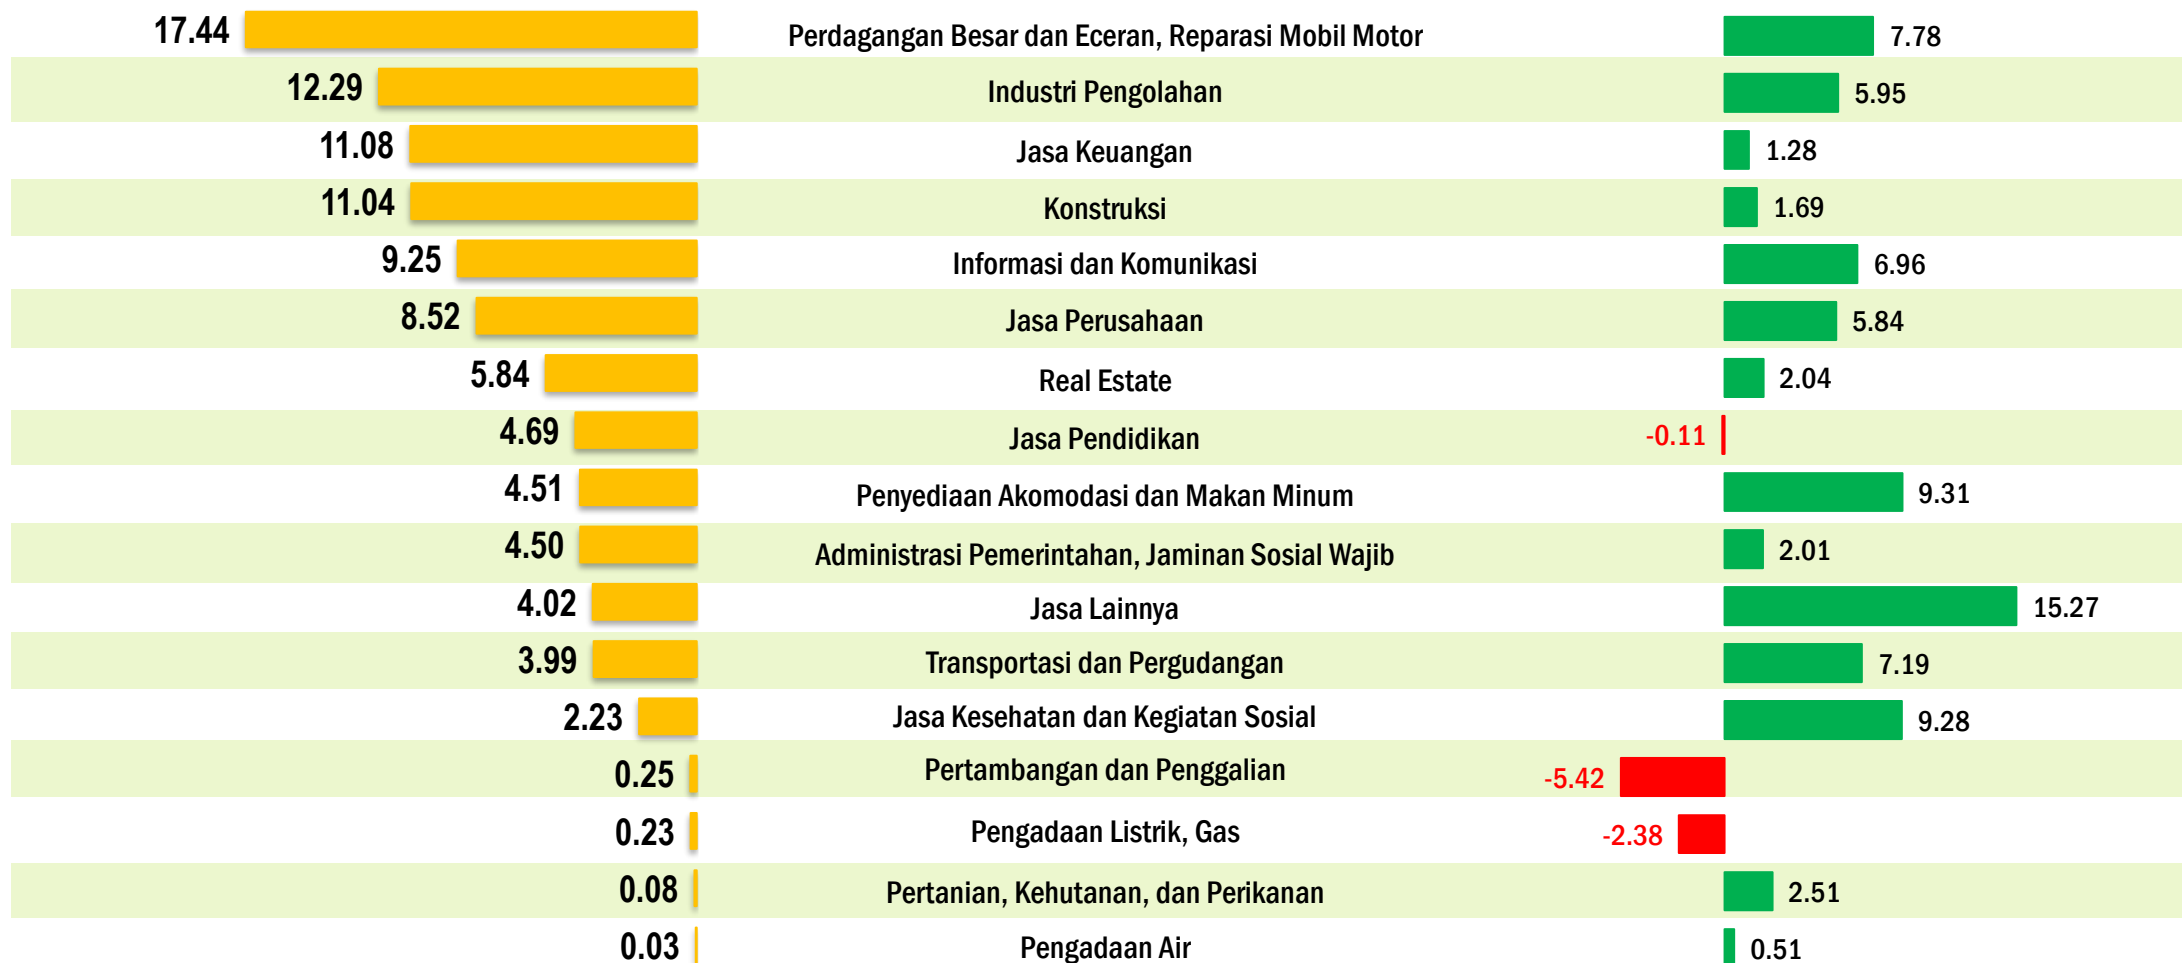 17.44 Perdagangan Besar dan Eceran, Reparasi Mobil Motor 7.78
12.29 Industri Pengolahan 5.95
11.08 Jasa Keuangan 1.28
11.04 Konstruksi 1.69
9.25 Informasi dan Komunikasi 6.96
8.52 Jasa Perusahaan 5.84
5.84 Real Estate 2.04
4.69 Jasa Pendidikan -0.11
4.51 Penyediaan Akomodasi dan Makan Minum 9.31
4.50 Administrasi Pemerintahan, Jaminan Sosial Wajib 2.01
4.02 Jasa Lainnya 15.27
3.99 Transportasi dan Pergudangan 7.19
2.23 Jasa Kesehatan dan Kegiatan Sosial 9.28
0.25 Pertambangan dan Penggalian -5.42
0.23 Pengadaan Listrik, Gas -2.38
0.08 Pertanian, Kehutanan, dan Perikanan 2.51
0.03 Pengadaan Air 0.51